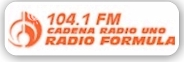 104.1 FM
CADENA RADIO UNO
RADIO FORMULA